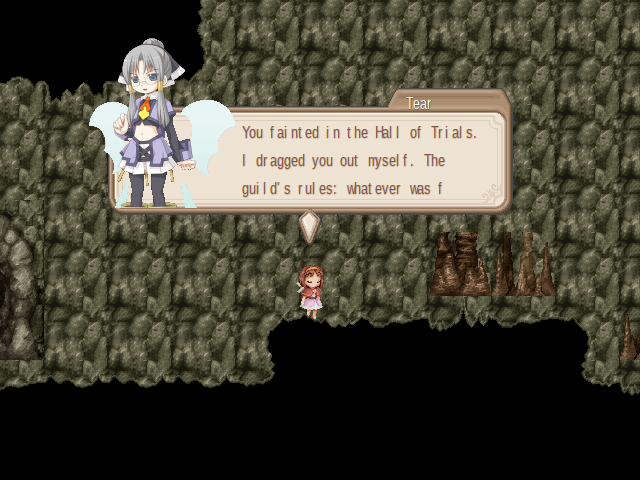 Tear
You fainted in the Hall of Trials.
I dragged you out myself. The
guild's rules: whatever was f